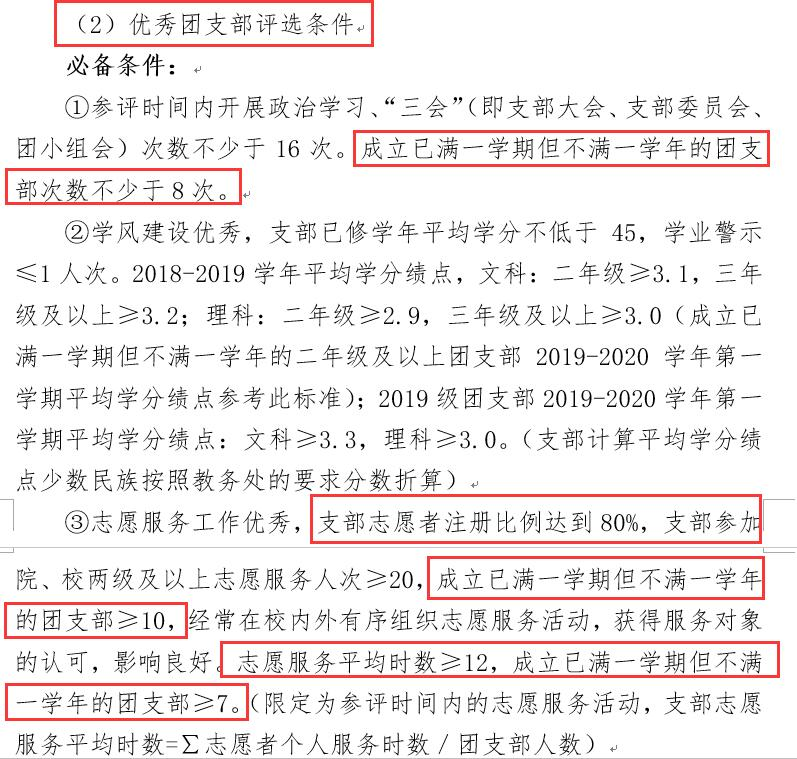 （2）优秀团支部评选条件
必备条件：
①参评时间内开展政治学习、“三会”（即支部大会、支部委员会、
团小组会）次数不少于 16 次。成立已满一学期但不满一学年的团支
部次数不少于 8 次。
②学风建设优秀，支部已修学年平均学分不低于 45，学业警示
≤1 人次。2018-2019 学年平均学分绩点，文科：二年级≥3.1，三年
级及以上≥3.2；理科：二年级≥2.9，三年级及以上≥3.0（成立已
满一学期但不满一学年的二年级及以上团支部 2019-2020 学年第一
学期平均学分绩点参考此标准）；2019 级团支部 2019-2020 学年第一
学期平均学分绩点：文科≥3.3，理科≥3.0。（支部计算平均学分绩
点少数民族按照教务处的要求分数折算）
③志愿服务工作优秀，支部志愿者注册比例达到 80%，支部参加
院、校两级及以上志愿服务人次≥20，成立已满一学期但不满一学年
的团支部≥10，经常在校内外有序组织志愿服务活动，获得服务对象
的认可，影响良好。志愿服务平均时数≥12，成立已满一学期但不满
一学年的团支部≥7。（限定为参评时间内的志愿服务活动，支部志愿
服务平均时数=∑志愿者个人服务时数 / 团支部人数）